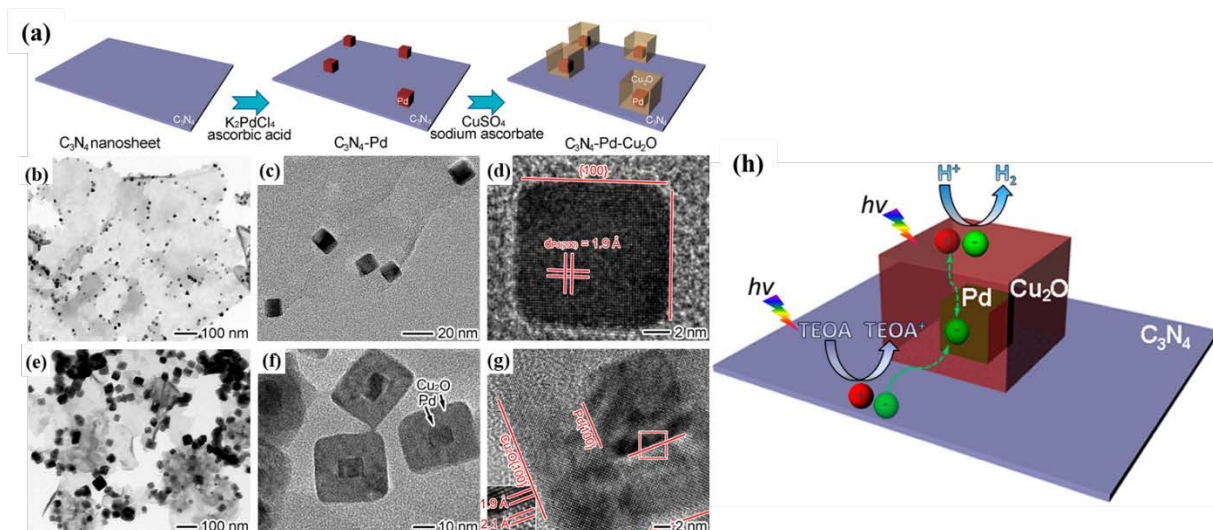 (a)
C₃N₄
C₃N₄ nanosheet
K₂PdCl₄
ascorbic acid
Pd
C₃N₄
C₃N₄-Pd
CuSO₄
sodium ascorbate
Cu₂O
Pd
C₃N₄
C₃N₄-Pd-Cu₂O
(b)
100 nm
(c)
20 nm
(d)
{100}
dPd(200) = 1.9 Å
2 nm
(e)
100 nm
(f)
Cu₂O
Pd
10 nm
(g)
Cu₂O{100}
Pd{100}
1.9 Å
2.1 Å
2 nm
(h)
H⁺
H₂
hν
+
-
Cu₂O
Pd
-
C₃N₄
hν
TEOA
TEOA⁺
+
-